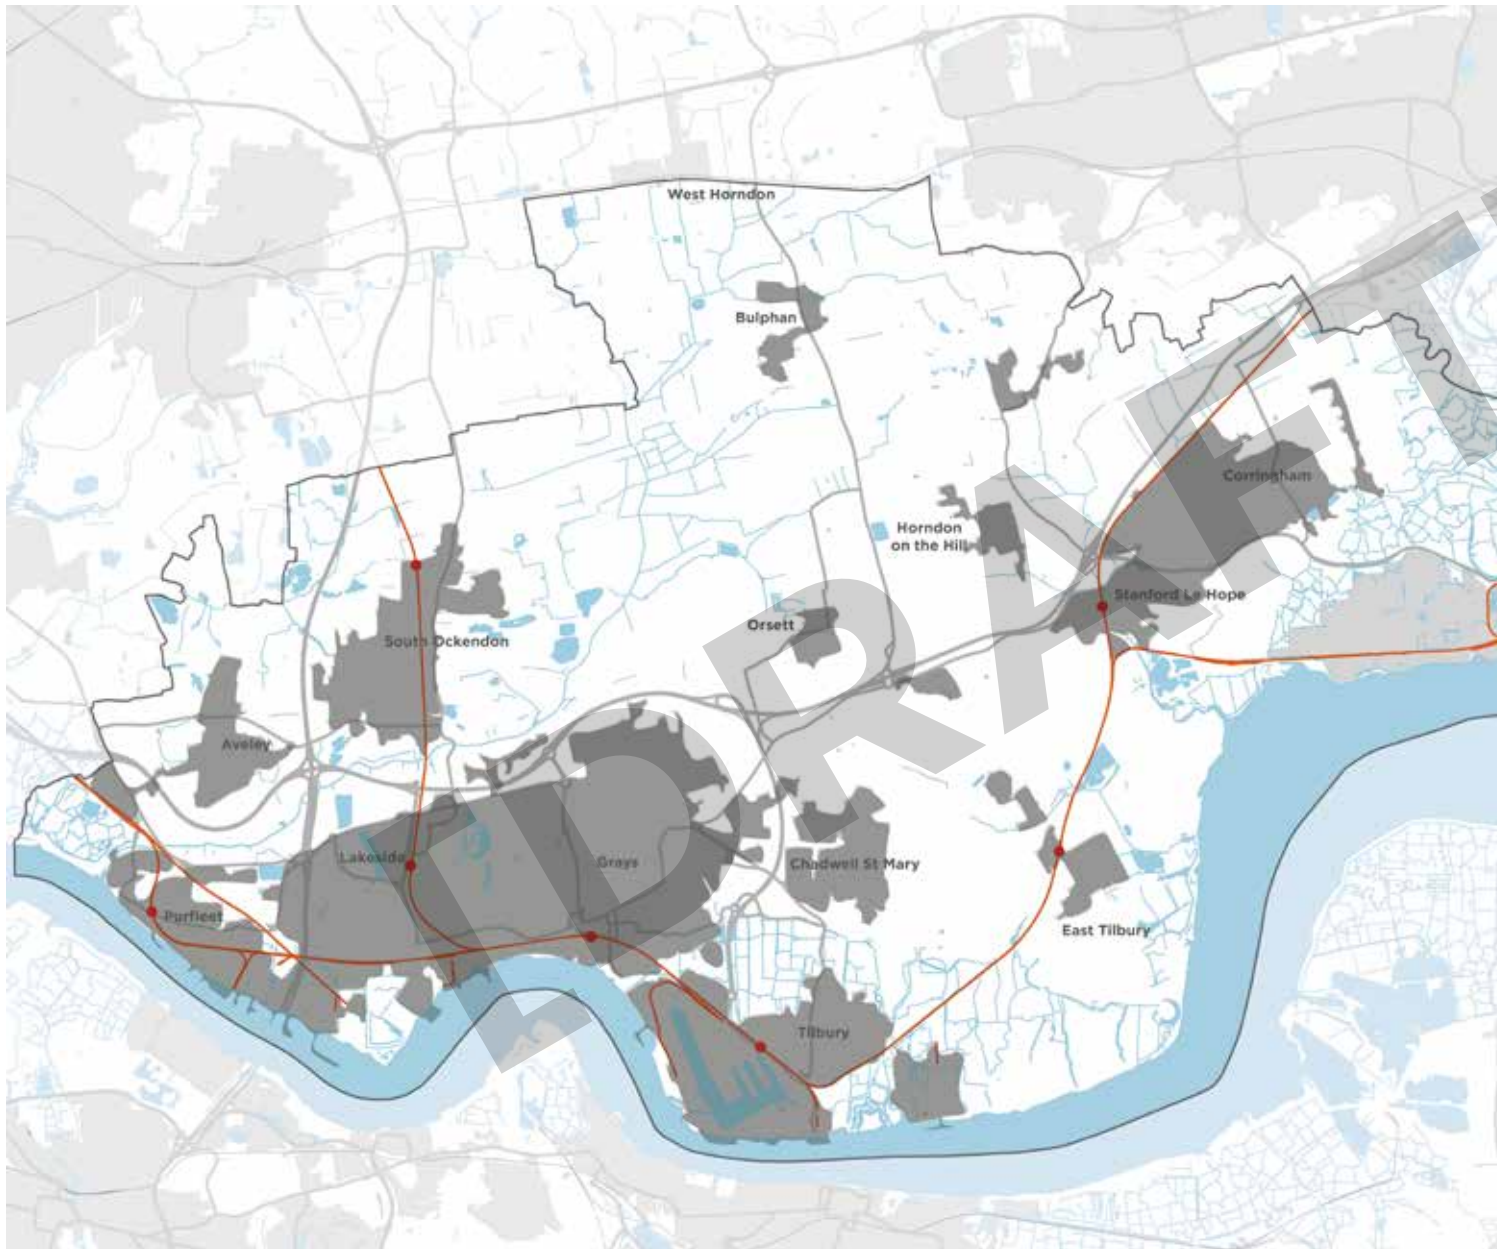 West Horndon
Bulphan
Corringham
Horndon
on the Hill
Stanford Le Hope
Orsett
South Ockendon
Aveley
Lakeside
Grays
Chadwell St Mary
Purfleet
East Tilbury
Tilbury
DRAFT